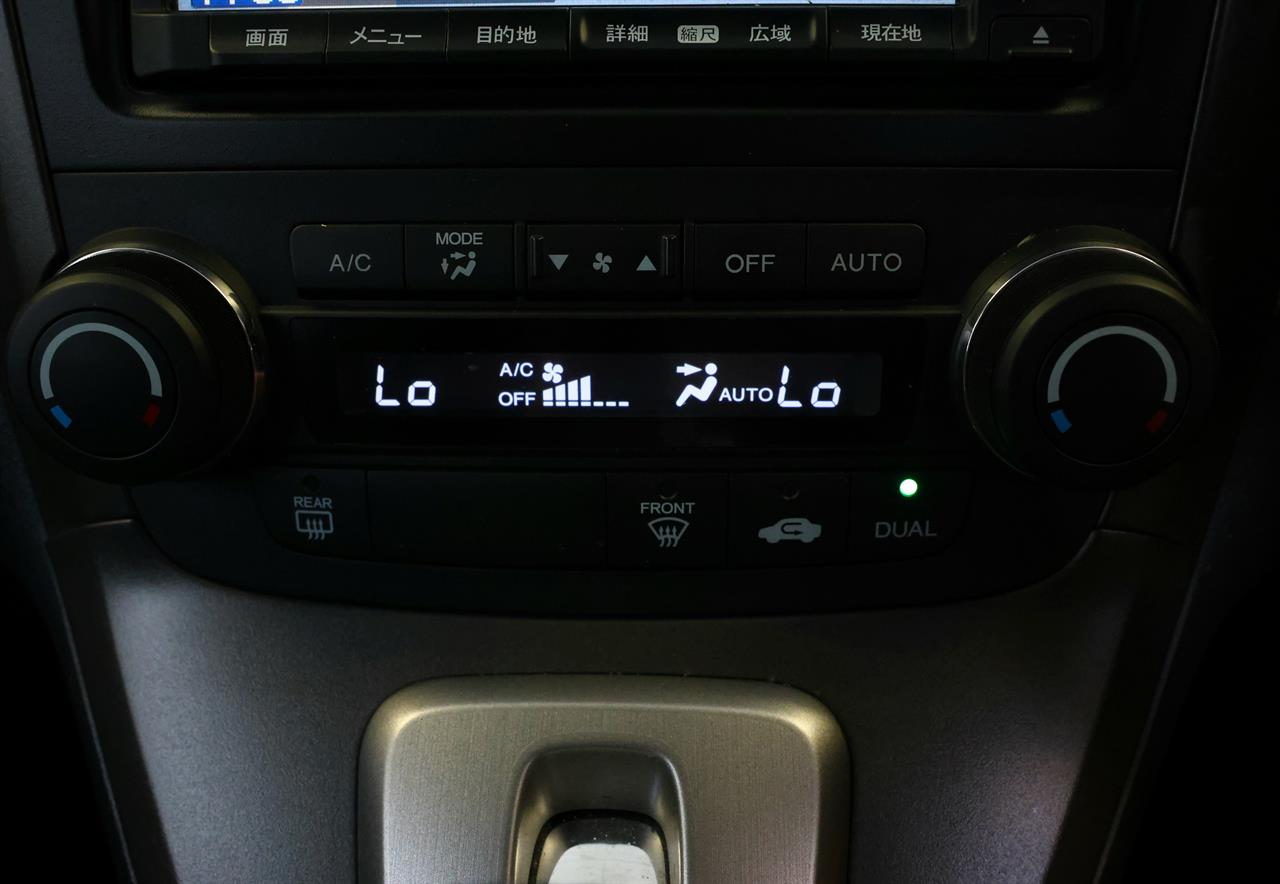 画面 メニュー 目的地 詳細 縮尺 広域 現在地
MODE
A/C OFF AUTO
Lo A/C OFF AUTO Lo
REAR FRONT DUAL